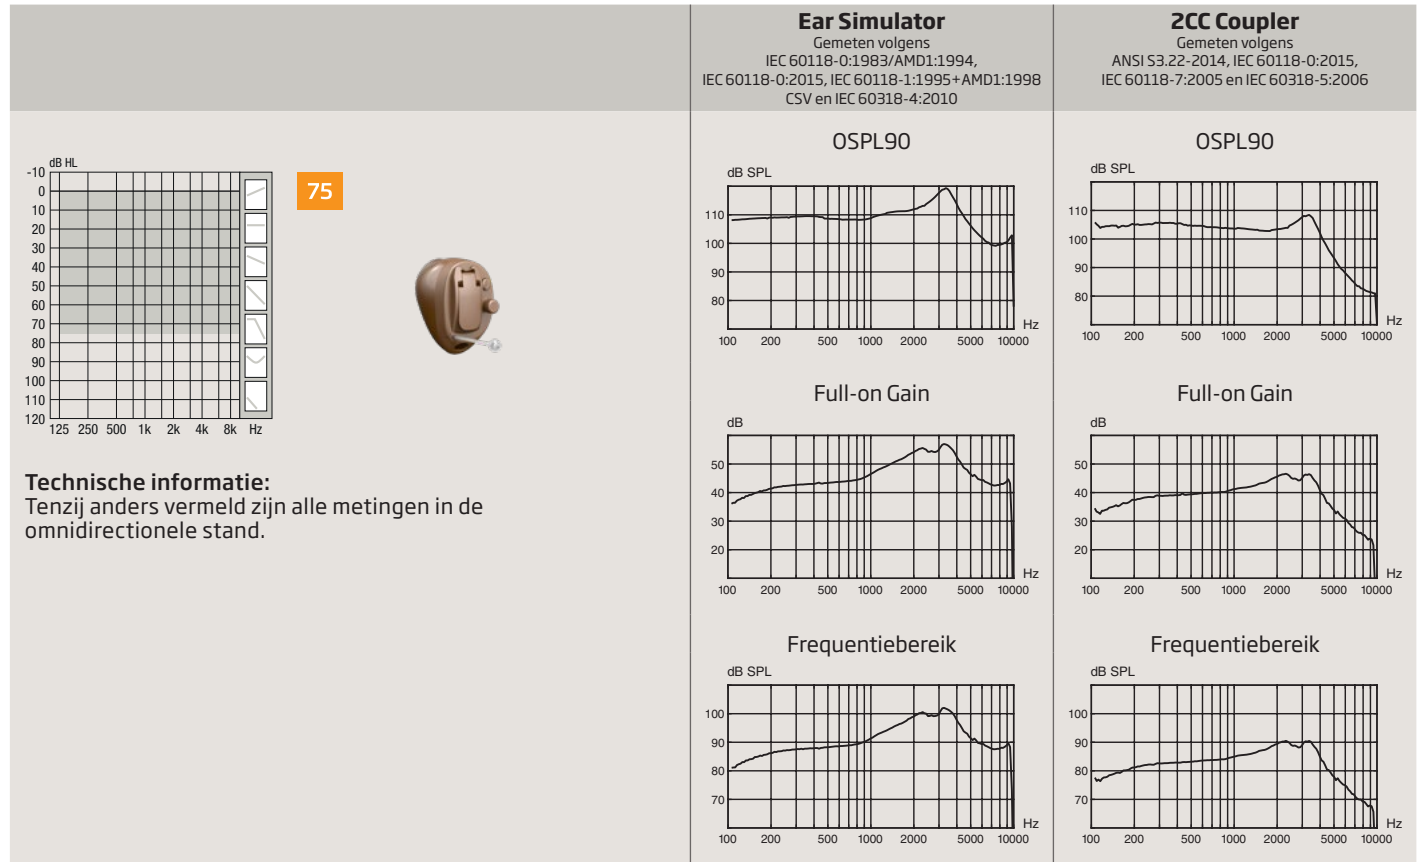 Ear Simulator
Gemeten volgens
IEC 60118-0:1983/AMD1:1994,
IEC 60118-0:2015, IEC 60118-1:1995+AMD1:1998
CSV en IEC 60318-4:2010
2CC Coupler
Gemeten volgens
ANSI S3.22-2014, IEC 60118-0:2015,
IEC 60118-7:2005 en IEC 60318-5:2006
dB HL
-10
0
10
20
30
40
50
60
70
80
90
100
110
120
125 250 500 1k 2k 4k 8k Hz
75
Technische informatie:
Tenzij anders vermeld zijn alle metingen in de
omnidirectionele stand.
OSPL90
dB SPL
110
100
90
80
Hz
100 200 500 1000 2000 5000 10000
Full-on Gain
dB
50
40
30
20
Hz
100 200 500 1000 2000 5000 10000
Frequentiebereik
dB SPL
100
90
80
70
Hz
100 200 500 1000 2000 5000 10000
OSPL90
dB SPL
110
100
90
80
Hz
100 200 500 1000 2000 5000 10000
Full-on Gain
dB
50
40
30
20
Hz
100 200 500 1000 2000 5000 10000
Frequentiebereik
dB SPL
100
90
80
70
Hz
100 200 500 1000 2000 5000 10000